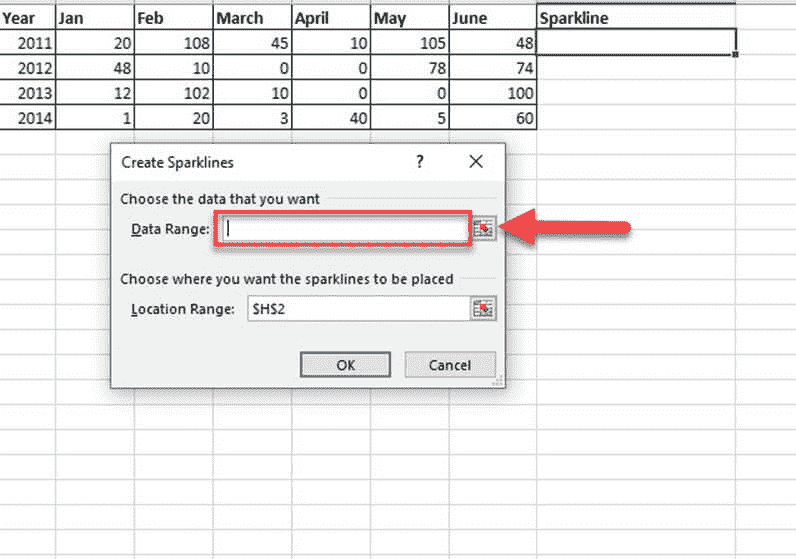 Year Jan Feb March April May June Sparkline
2011 20 108 45 10 105 48
2012 48 10 0 0 78 74
2013 12 102 10 0 0 100
2014 1 20 3 40 5 60
Create Sparklines ?
Choose the data that you want
Data Range:
Choose where you want the sparklines to be placed
Location Range: $H$2
OK Cancel